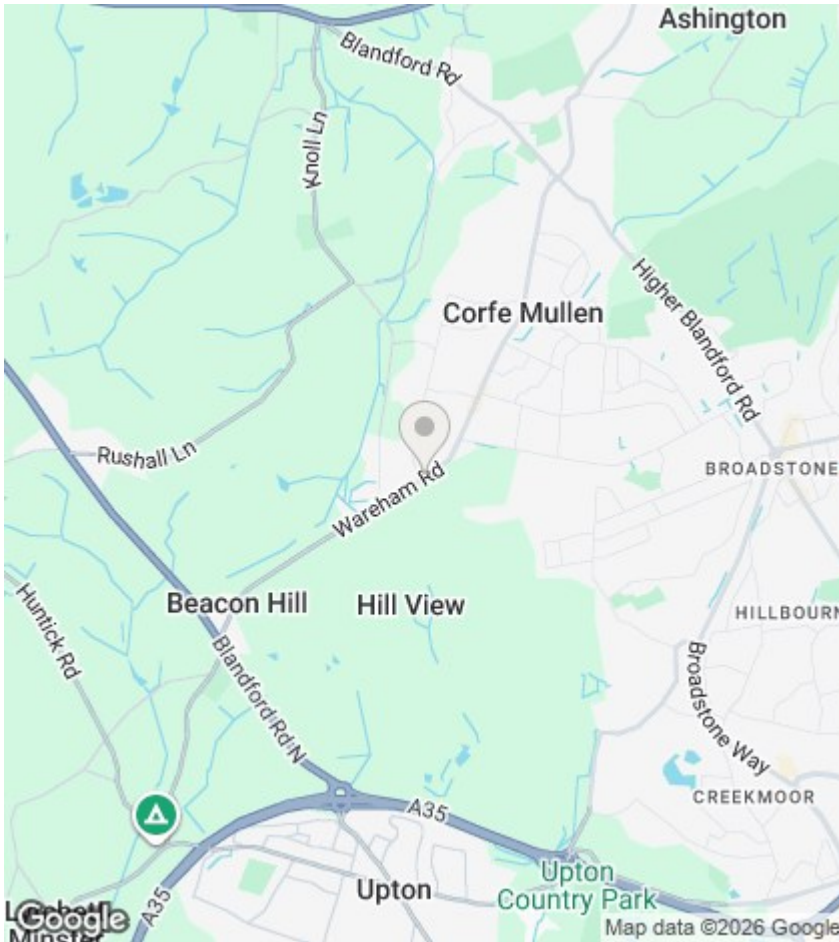 Ashington
Blandford Rd
Knoll Ln
Corfe Mullen
Higher Blandford Rd
Rushall Ln
BROADSTONE
Wareham Rd
Beacon Hill
Hill View
Huntick Rd
HILLBOURN
Blandford Rd N
Broadstone Way
CREEKMOOR
A35
Upton
Upton
Country Park
A35
Google
Minster
Map data ©2026 Google